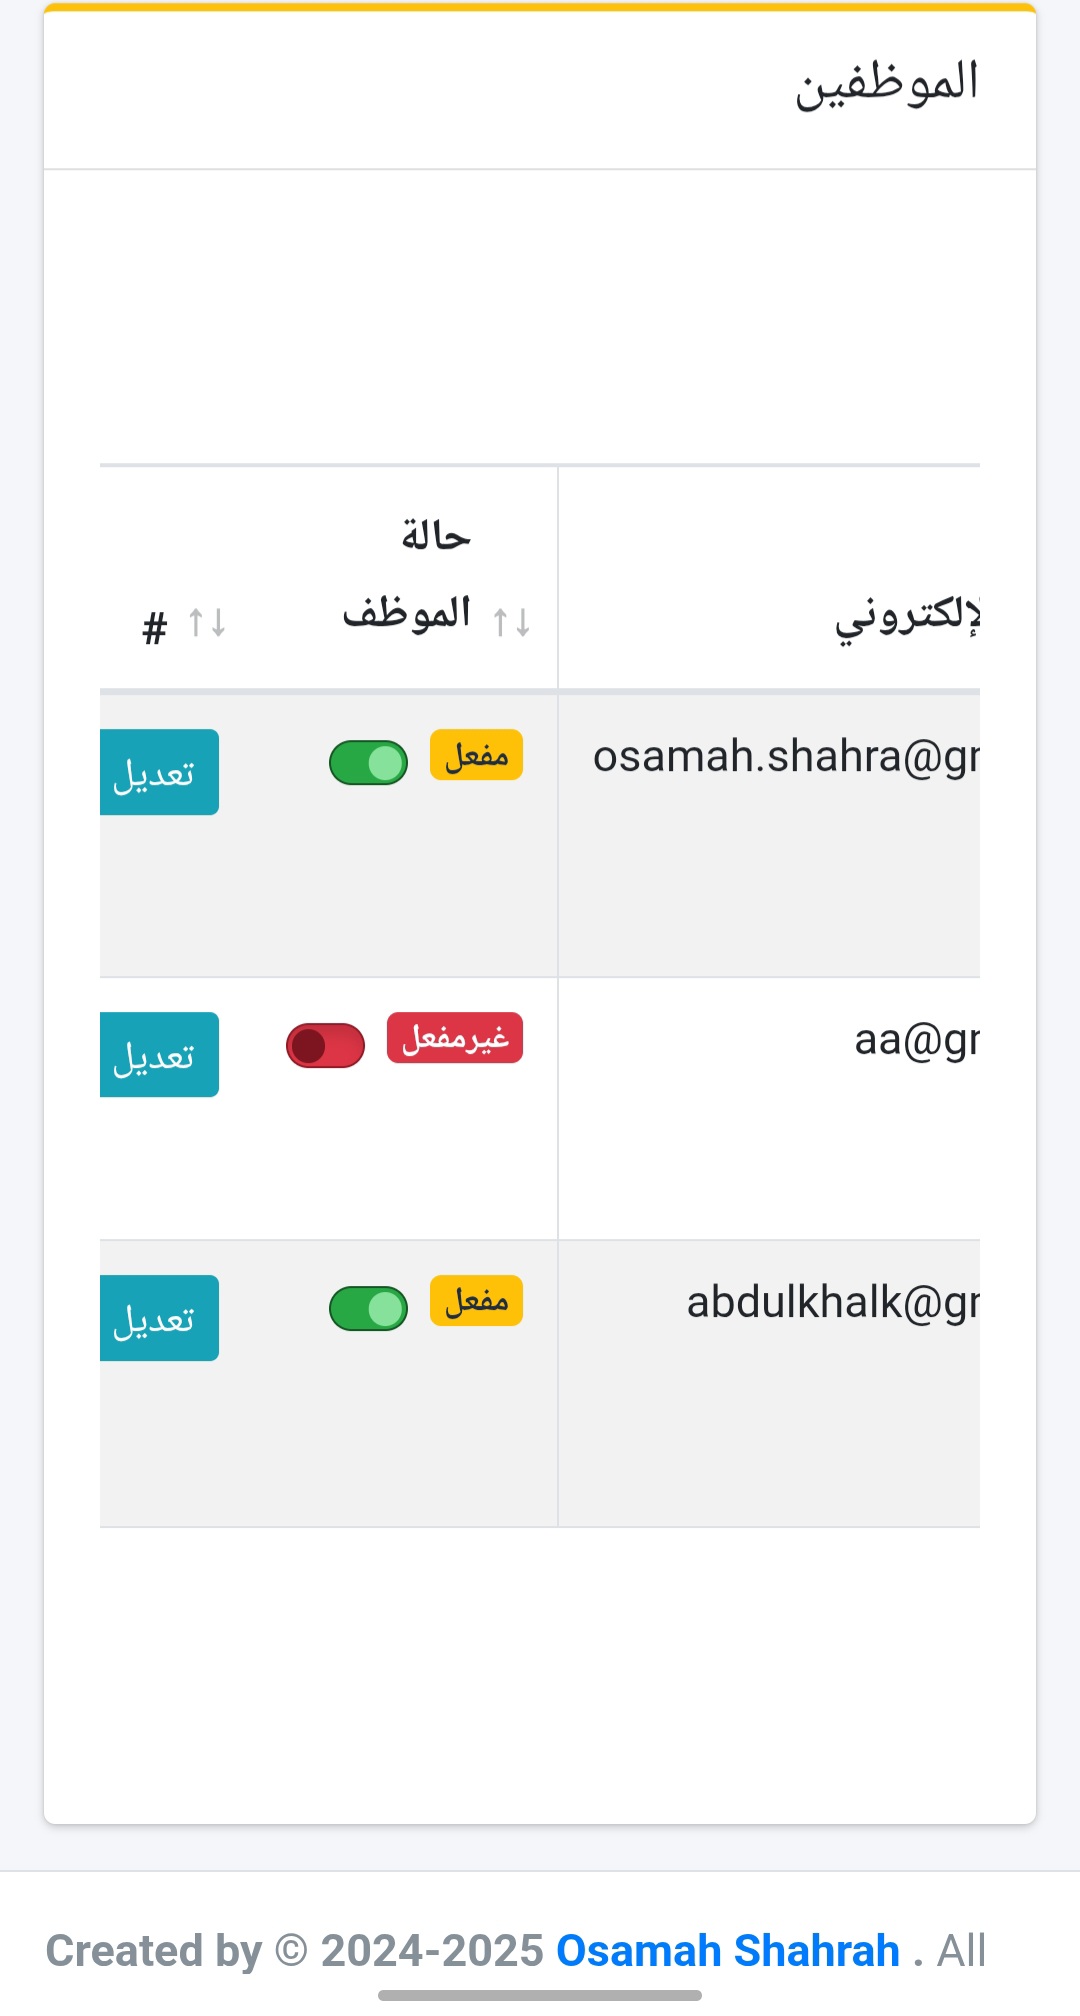 الموظفين
لإلكتروني
حالة
الموظف ↑↓
# ↑↓
osamah.shahra@gr مفعل تعديل
aa@gr غيرمفعل تعديل
abdulkhalk@gr مفعل تعديل
Created by © 2024-2025 Osamah Shahrah . All